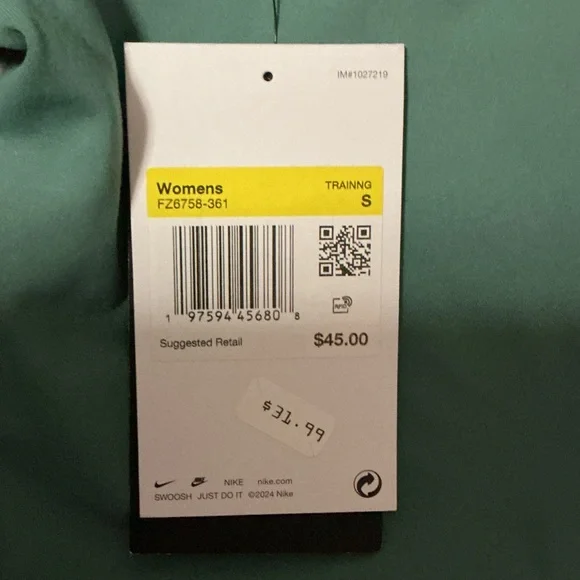 IM#1027219
Womens TRAINNG
FZ6758-361 S
1 97594 45680 8
RFID
Suggested Retail $45.00
$31.99
NIKE nike.com
SWOOSH JUST DO IT ©2024 Nike